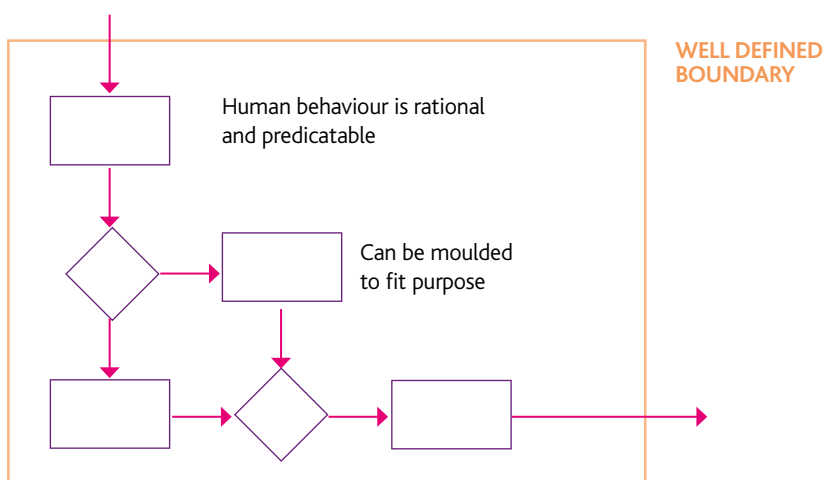 WELL DEFINED
BOUNDARY
Human behaviour is rational
and predicatable
Can be moulded
to fit purpose